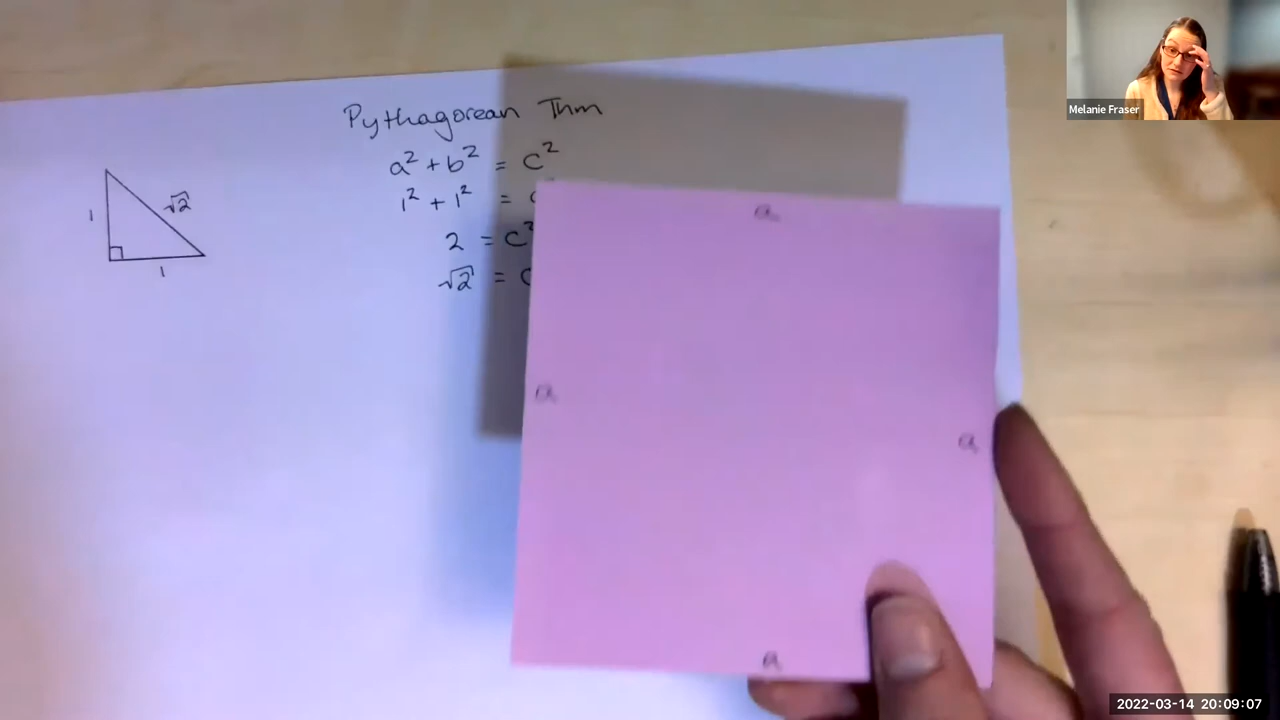 Pythagorean Thm
a² + b² = c²
1² + 1² =
2 = c²
√2 =
1
√2
1
a
a
a
a
Melanie Fraser
2022-03-14 20:09:07